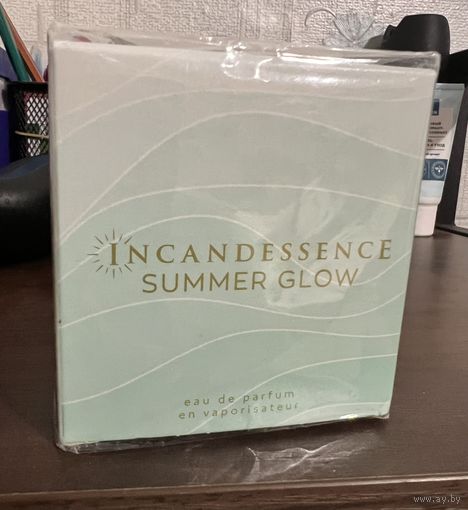 INCANDESSENCE
SUMMER GLOW
eau de parfum
en vaporisateur
www.ay.by